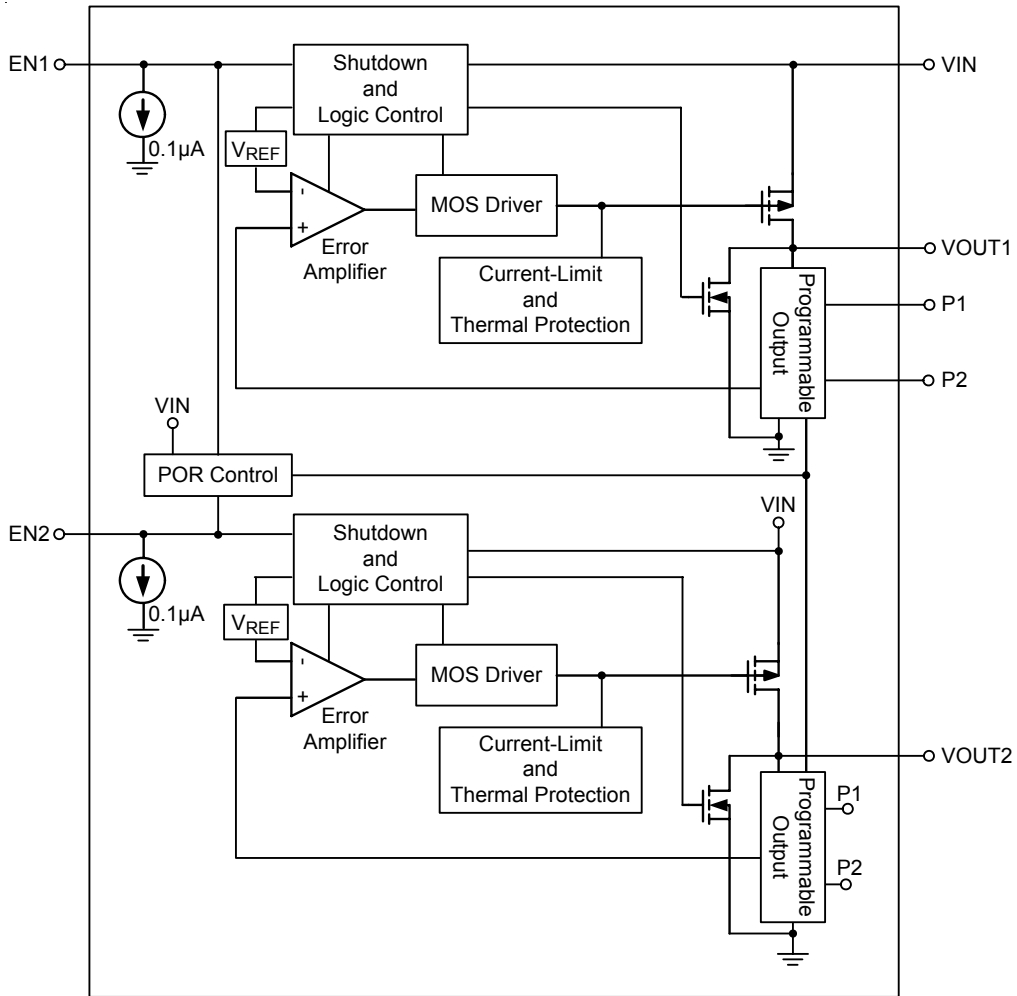 EN1
Shutdown
and
Logic Control
VIN
0.1µA
VREF
-
+
MOS Driver
Error
Amplifier
Current-Limit
and
Thermal Protection
VOUT1
Programmable
Output
P1
P2
VIN
POR Control
EN2
Shutdown
and
Logic Control
VIN
0.1µA
VREF
-
+
MOS Driver
Error
Amplifier
Current-Limit
and
Thermal Protection
VOUT2
Programmable
Output
P1
P2